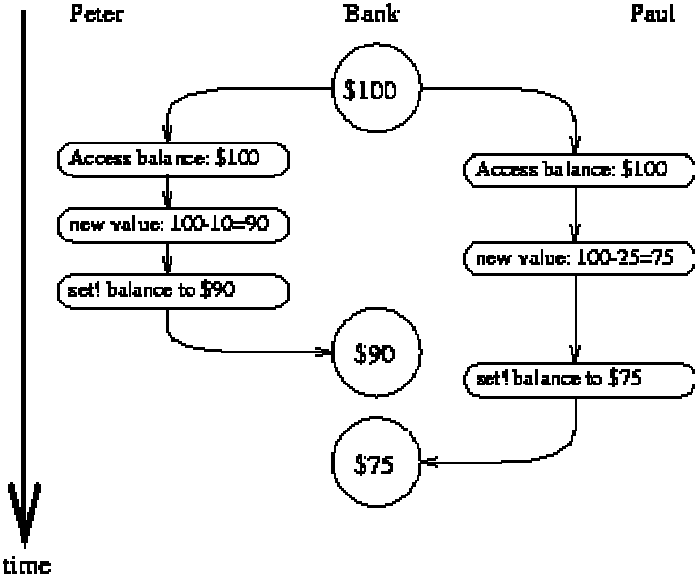 Peter Bank Paul
$100
Access balance: $100
Access balance: $100
new value: 100-10=90
new value: 100-25=75
set! balance to $90
$90
set! balance to $75
$75
time